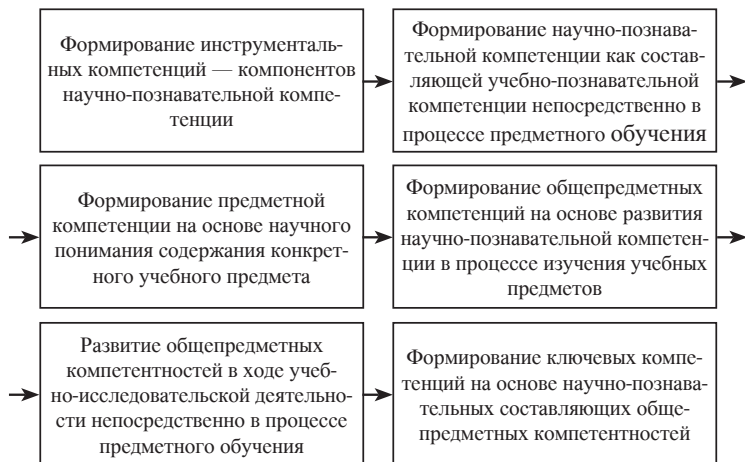 Формирование инструменталь-
ных компетенций — компонентов
научно-познавательной компе-
тенции
Формирование научно-познава-
тельной компетенции как состав-
ляющей учебно-познавательной
компетенции непосредственно в
процессе предметного обучения
Формирование предметной
компетенции на основе научного
понимания содержания конкрет-
ного учебного предмета
Формирование общепредметных
компетенций на основе развития
научно-познавательной компетен-
ции в процессе изучения учебных
предметов
Развитие общепредметных
компетентностей в ходе учеб-
но-исследовательской деятельно-
сти непосредственно в процессе
предметного обучения
Формирование ключевых компе-
тенций на основе научно-познава-
тельных составляющих обще-
предметных компетентностей